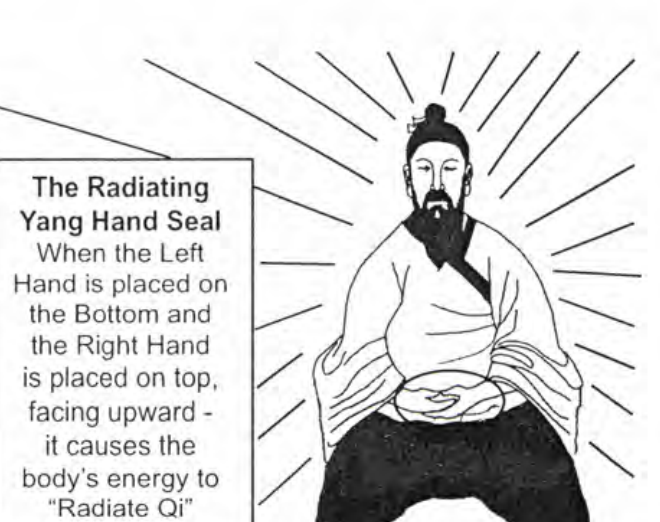 The Radiating
Yang Hand Seal
When the Left
Hand is placed on
the Bottom and
the Right Hand
is placed on top,
facing upward -
it causes the
body's energy to
"Radiate Qi"